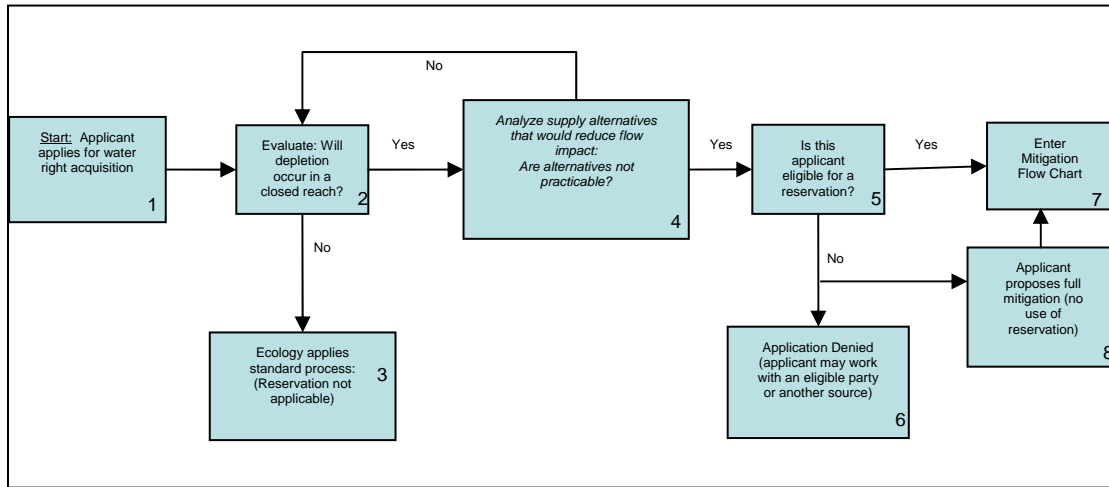 Start: Applicant
applies for water
right acquisition
1
Evaluate: Will
depletion
occur in a
closed reach?
2
Yes
No
No
Analyze supply alternatives
that would reduce flow
impact:
Are alternatives not
practicable?
4
Yes
Is this
applicant
eligible for a
reservation?
5
Yes
Enter
Mitigation
Flow Chart
7
No
Ecology applies
standard process:
(Reservation not
applicable)
3
Application Denied
(applicant may work
with an eligible party
or another source)
6
Applicant
proposes full
mitigation (no
use of
reservation)
8